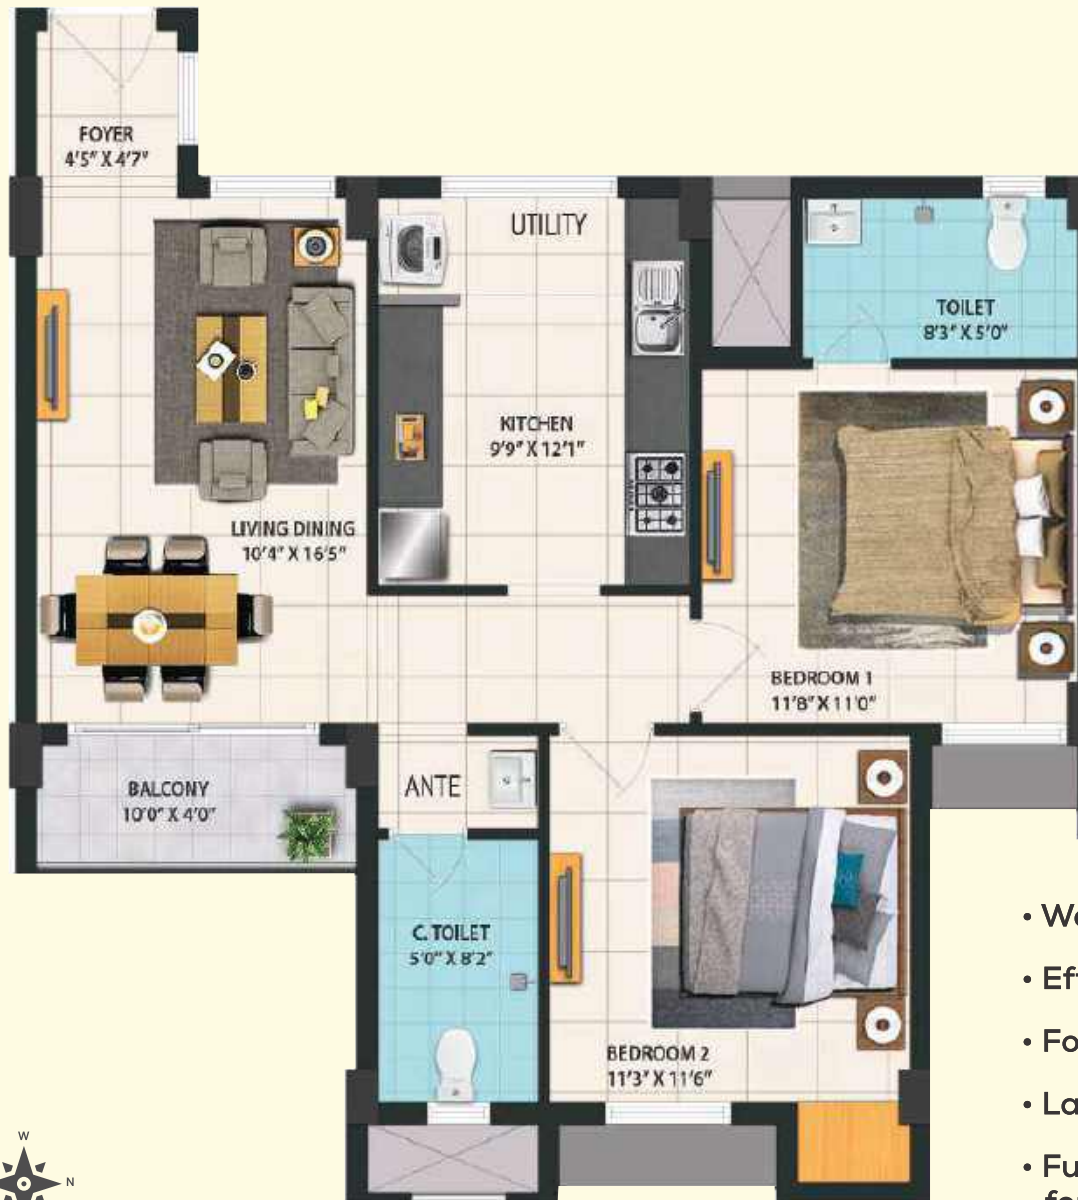 FOYER
4'5" X 4'7"
UTILITY
TOILET
8'3" X 5'0"
KITCHEN
9'9" X 12'1"
LIVING DINING
10'4" X 16'5"
BEDROOM 1
11'8" X 11'0"
BALCONY
10'0" X 4'0"
ANTE
C. TOILET
5'0" X 8'2"
BEDROOM 2
11'3" X 11'6"
W
N